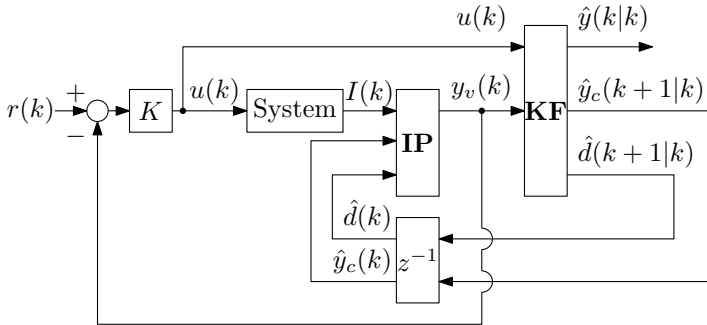 u(k)
ŷ(k|k)
r(k)
+
−
K
u(k)
System
I(k)
IP
y_v(k)
KF
ŷ_c(k+1|k)
d̂(k+1|k)
d̂(k)
ŷ_c(k)
z^{-1}